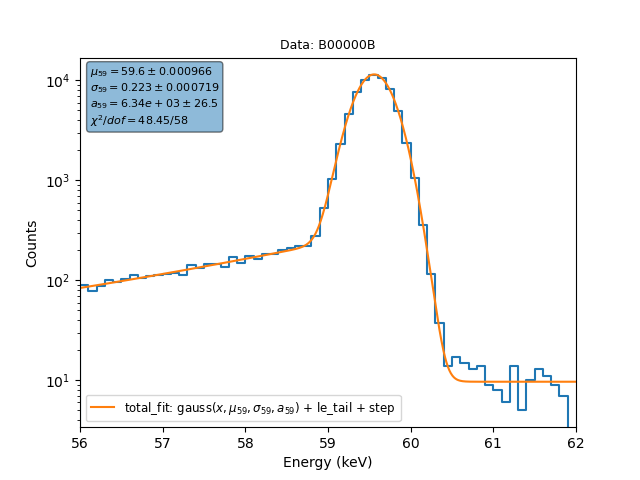 Data: B00000B
μ₅₉ = 59.6 ± 0.000966
σ₅₉ = 0.223 ± 0.000719
a₅₉ = 6.34e + 03 ± 26.5
χ²/dof = 48.45/58
10⁴
10³
10²
10¹
Counts
total_fit: gauss(x, μ₅₉, σ₅₉, a₅₉) + le_tail + step
56 57 58 59 60 61 62
Energy (keV)